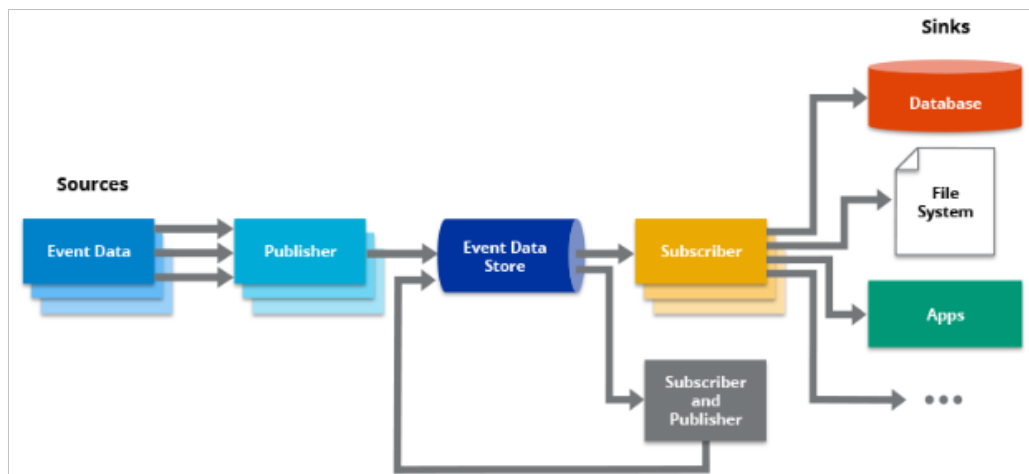 Sinks
Database
Sources
File
System
Event Data
Publisher
Event Data
Store
Subscriber
Apps
Subscriber
and
Publisher
...